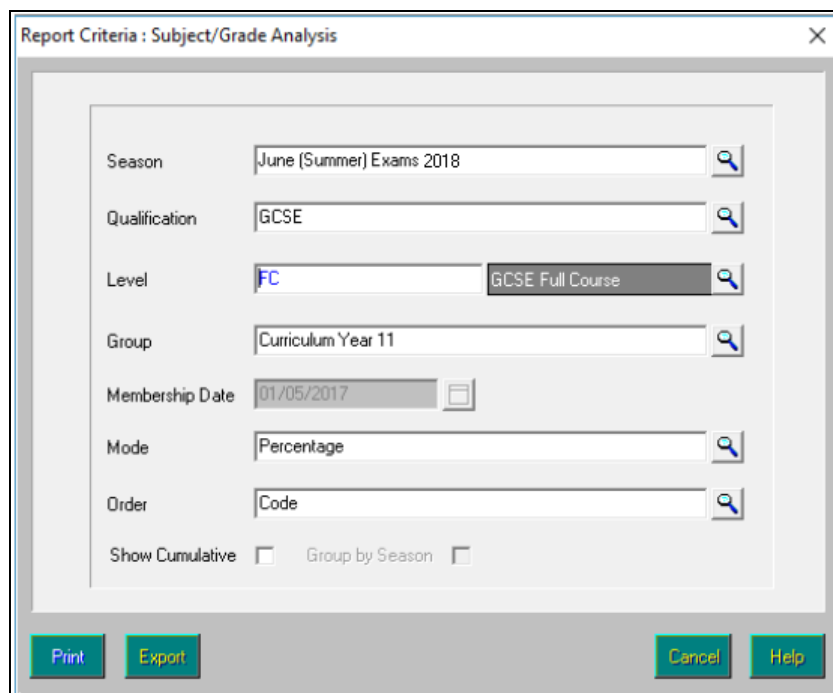 Report Criteria : Subject/Grade Analysis
Season June (Summer) Exams 2018
Qualification GCSE
Level FC GCSE Full Course
Group Curriculum Year 11
Membership Date 01/05/2017
Mode Percentage
Order Code
Show Cumulative Group by Season
Print Export Cancel Help